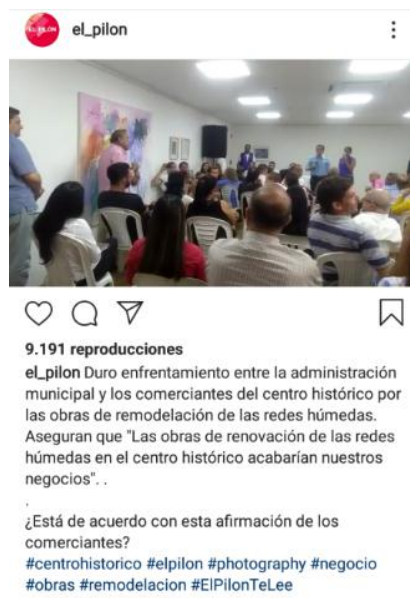 EL PILÓN
el_pilon
9.191 reproducciones
el_pilon Duro enfrentamiento entre la administración
municipal y los comerciantes del centro histórico por
las obras de remodelación de las redes húmedas.
Aseguran que "Las obras de renovación de las redes
húmedas en el centro histórico acabarían nuestros
negocios". .
.
¿Está de acuerdo con esta afirmación de los
comerciantes?
#centrohistorico #elpilon #photography #negocio
#obras #remodelacion #ElPilonTeLee